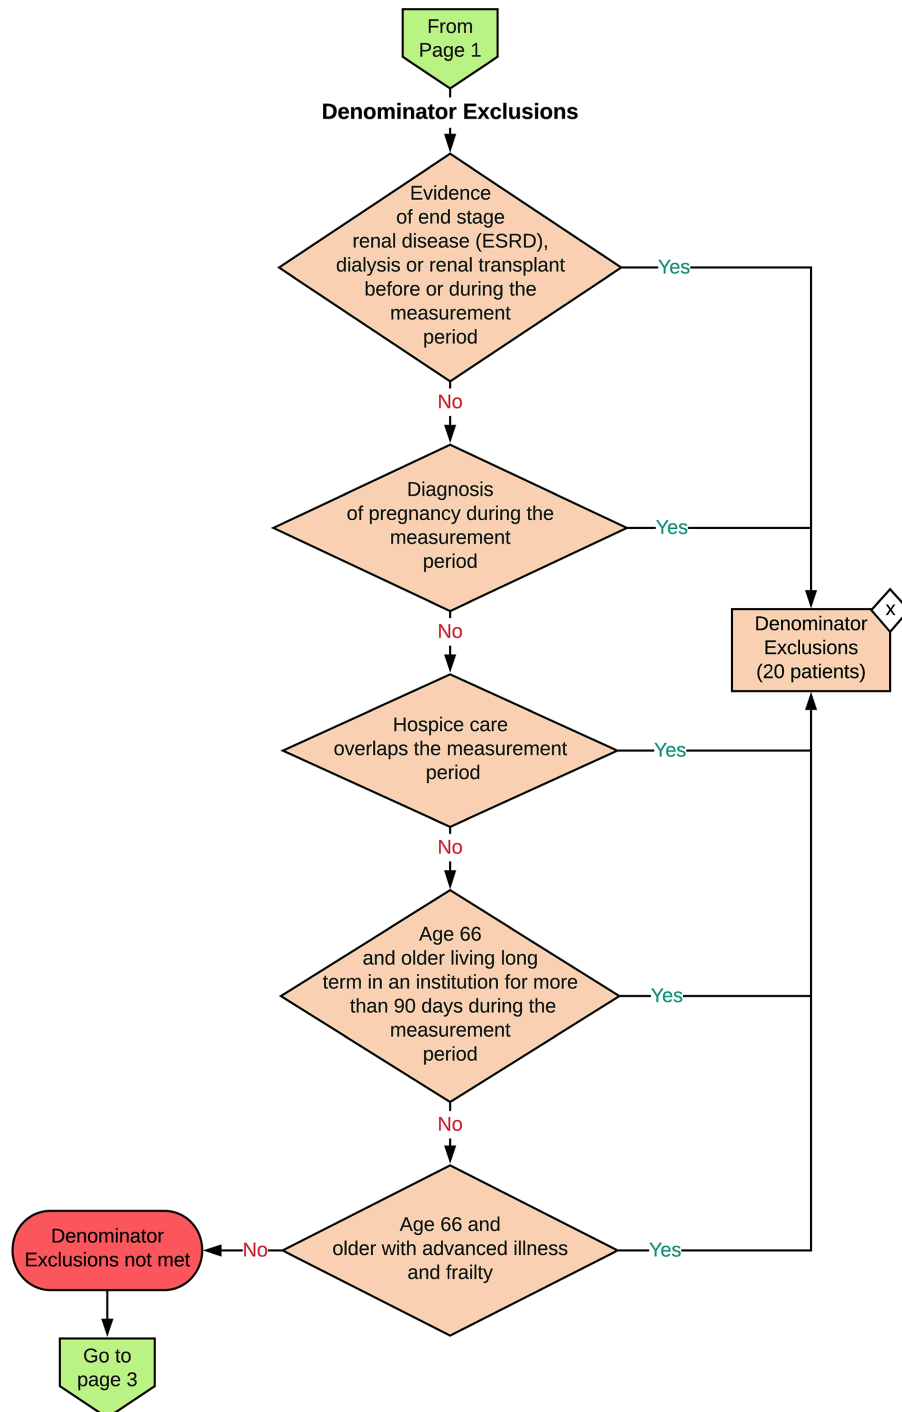 From
Page 1
Denominator Exclusions
Evidence
of end stage
renal disease (ESRD),
dialysis or renal transplant
before or during the
measurement
period
Yes
No
Diagnosis
of pregnancy during the
measurement
period
Yes
x
Denominator
Exclusions
(20 patients)
No
Hospice care
overlaps the measurement
period
Yes
No
Age 66
and older living long
term in an institution for more
than 90 days during the
measurement
period
Yes
No
Age 66 and
older with advanced illness
and frailty
Yes
No
Denominator
Exclusions not met
Go to
page 3